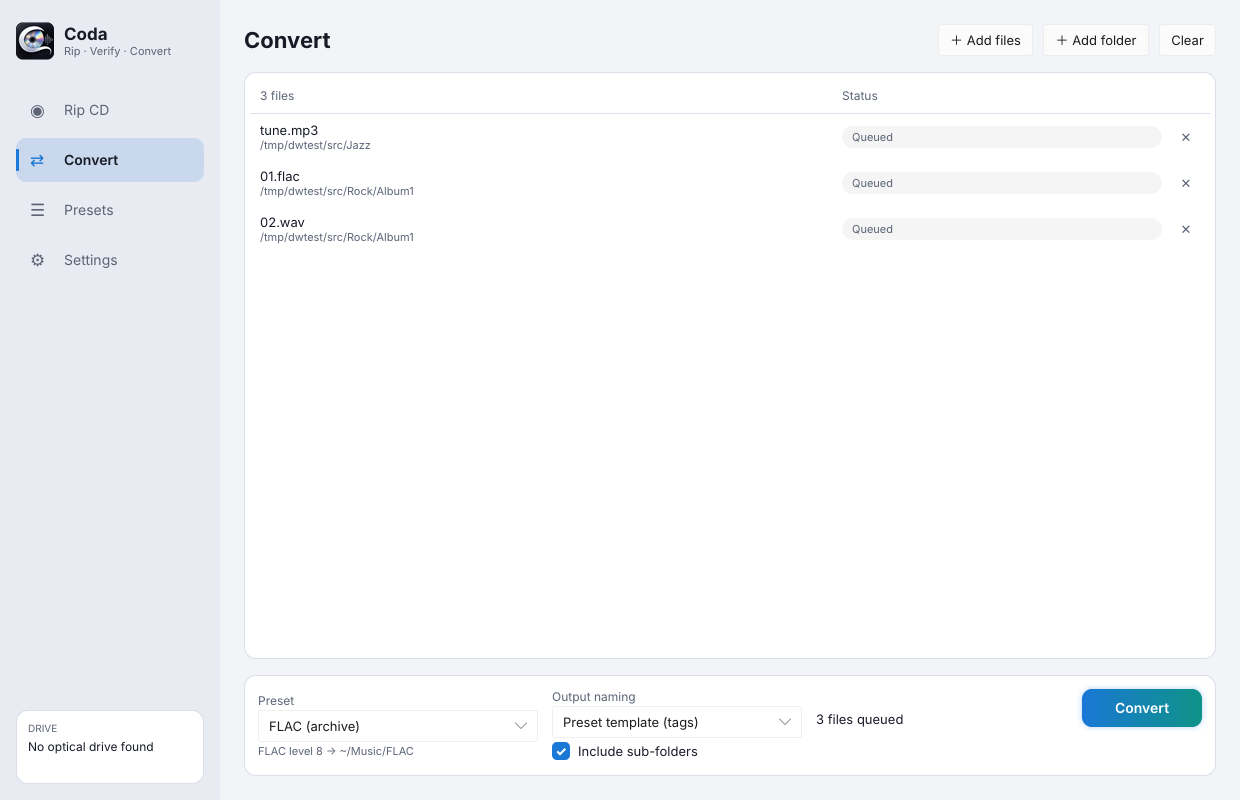 Coda
Rip · Verify · Convert
Rip CD
Convert
Presets
Settings
DRIVE
No optical drive found
Convert
+ Add files
+ Add folder
Clear
3 files
Status
tune.mp3
/tmp/dwtest/src/Jazz
Queued
01.flac
/tmp/dwtest/src/Rock/Album1
Queued
02.wav
/tmp/dwtest/src/Rock/Album1
Queued
Preset
FLAC (archive)
FLAC level 8 → ~/Music/FLAC
Output naming
Preset template (tags)
Include sub-folders
3 files queued
Convert